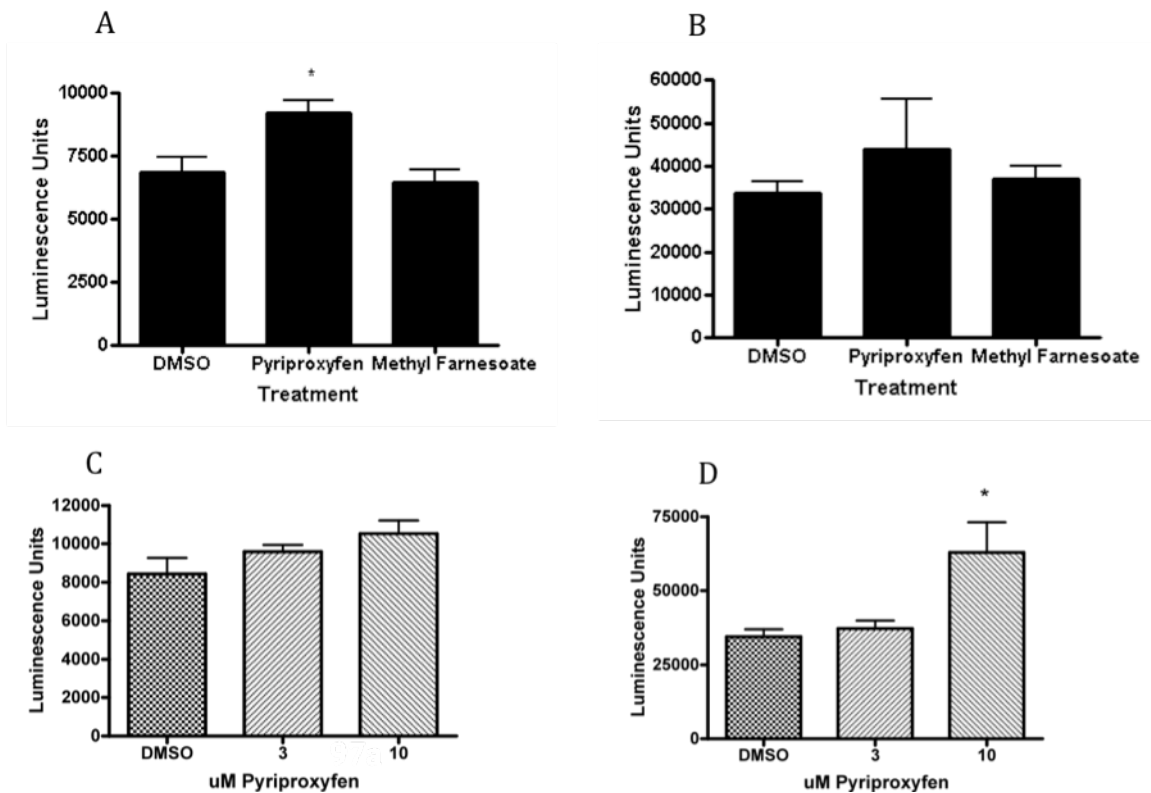 A
*
Luminescence Units
10000
7500
5000
2500
0
DMSO
Pyriproxyfen
Methyl Farnesoate
Treatment
B
Luminescence Units
60000
50000
40000
30000
20000
10000
0
DMSO
Pyriproxyfen
Methyl Farnesoate
Treatment
C
Luminescence Units
12000
10000
8000
6000
4000
2000
0
DMSO
3
10
uM Pyriproxyfen
D
*
Luminescence Units
75000
50000
25000
0
DMSO
3
10
uM Pyriproxyfen